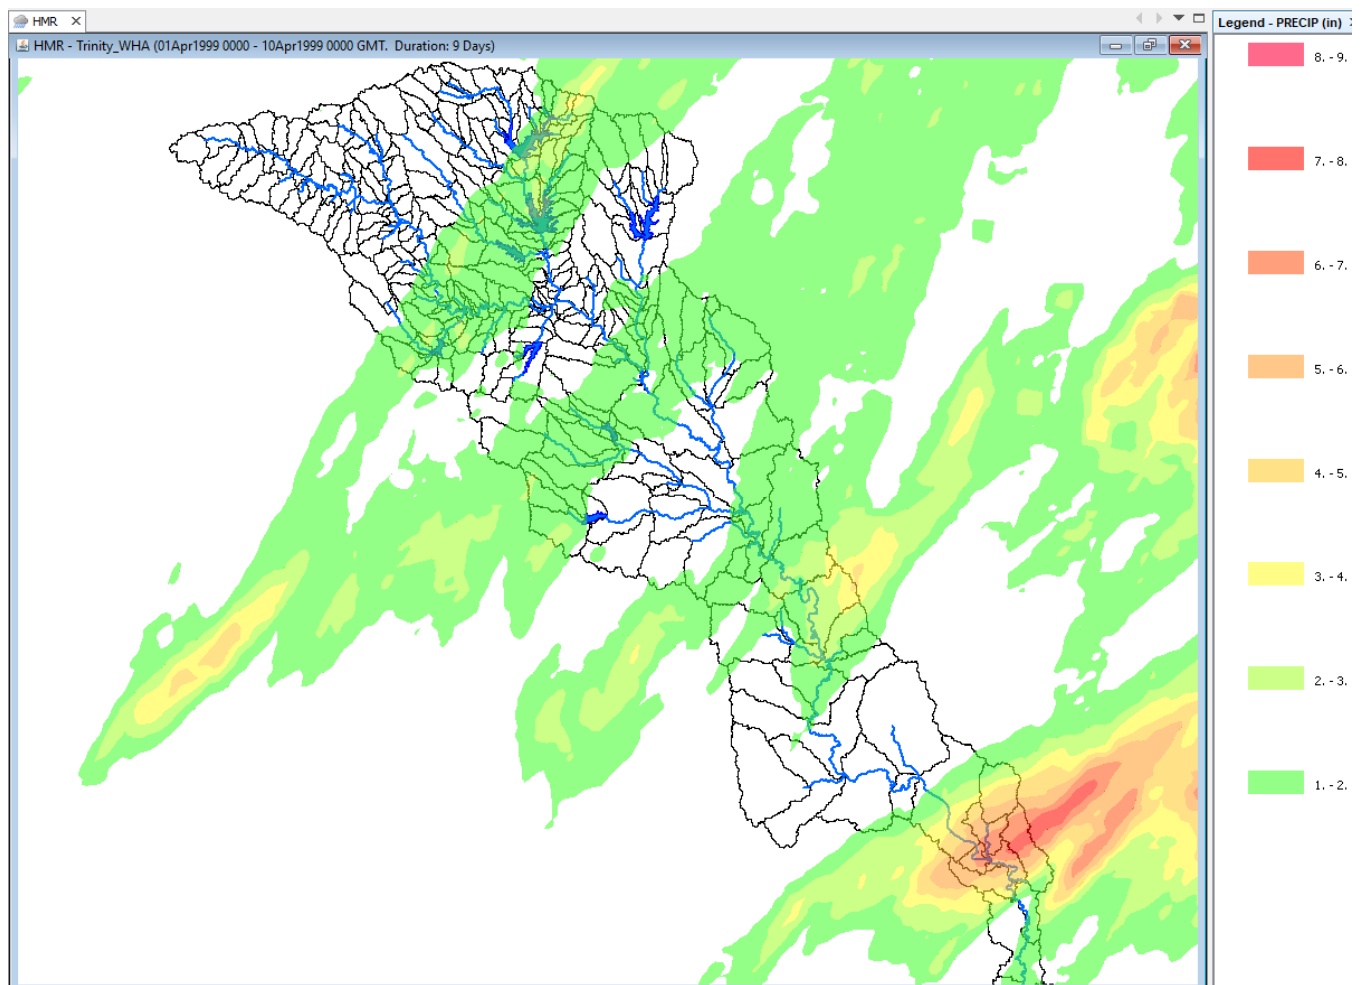 HMR
HMR - Trinity_WHA (01Apr1999 0000 - 10Apr1999 0000 GMT. Duration: 9 Days)
Legend - PRECIP (in)
8. - 9.
7. - 8.
6. - 7.
5. - 6.
4. - 5.
3. - 4.
2. - 3.
1. - 2.